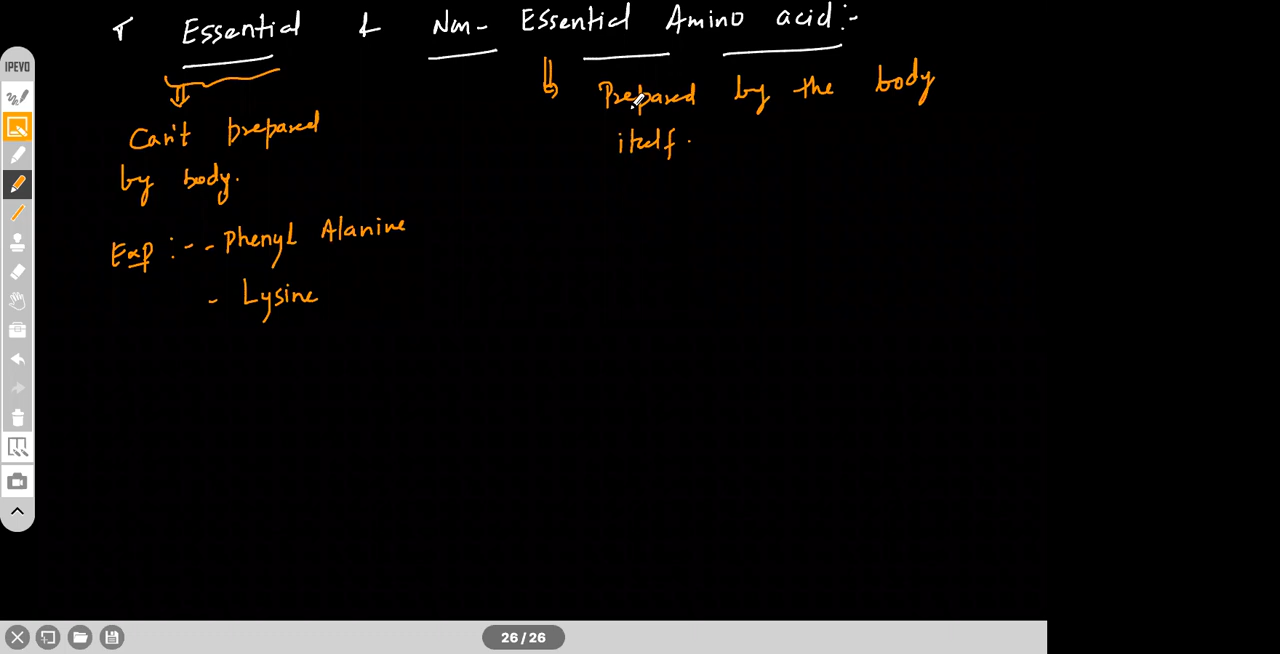 IPEVO
Essential & Non- Essential Amino acid :-
Can't prepared
by body.
Exp :- - Phenyl Alanine
- Lysine
Prepared by the body
itself.
26 / 26